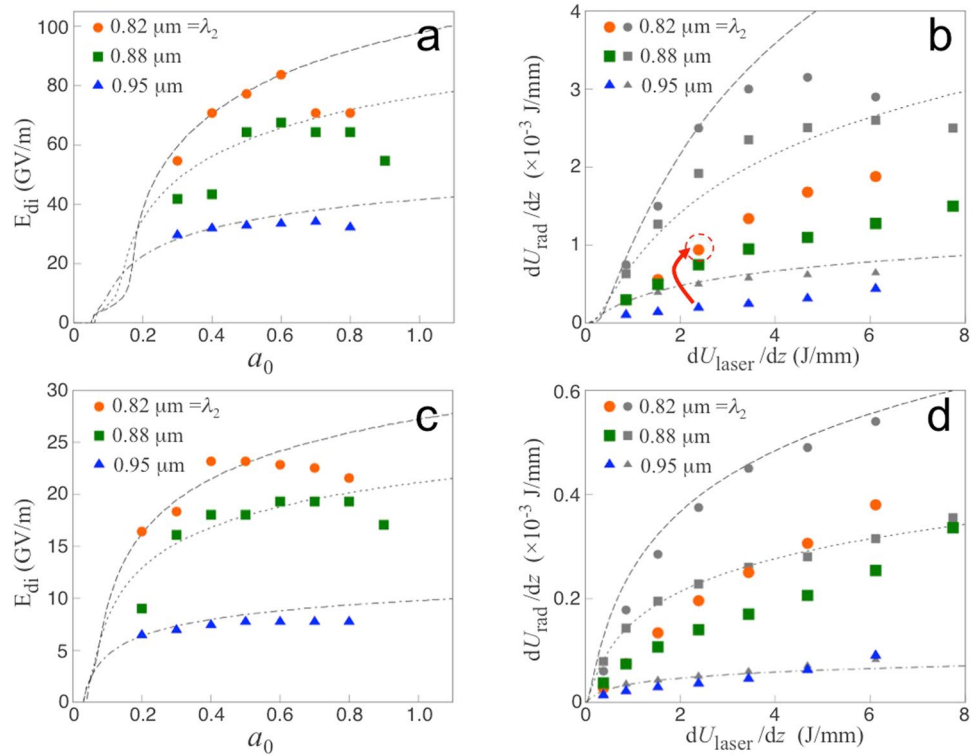 a
0.82 μm =λ2
0.88 μm
0.95 μm
100
80
60
40
20
0
Edi (GV/m)
0.0 0.2 0.4 0.6 0.8 1.0
a0
b
0.82 μm =λ2
0.88 μm
0.95 μm
4
3
2
1
0
dUrad/dz (×10-3 J/mm)
0 2 4 6 8
dUlaser/dz (J/mm)
c
0.82 μm =λ2
0.88 μm
0.95 μm
30
25
20
15
10
5
0
Edi (GV/m)
0.0 0.2 0.4 0.6 0.8 1.0
a0
d
0.82 μm =λ2
0.88 μm
0.95 μm
0.6
0.4
0.2
0.0
dUrad/dz (×10-3 J/mm)
0 2 4 6 8
dUlaser/dz (J/mm)